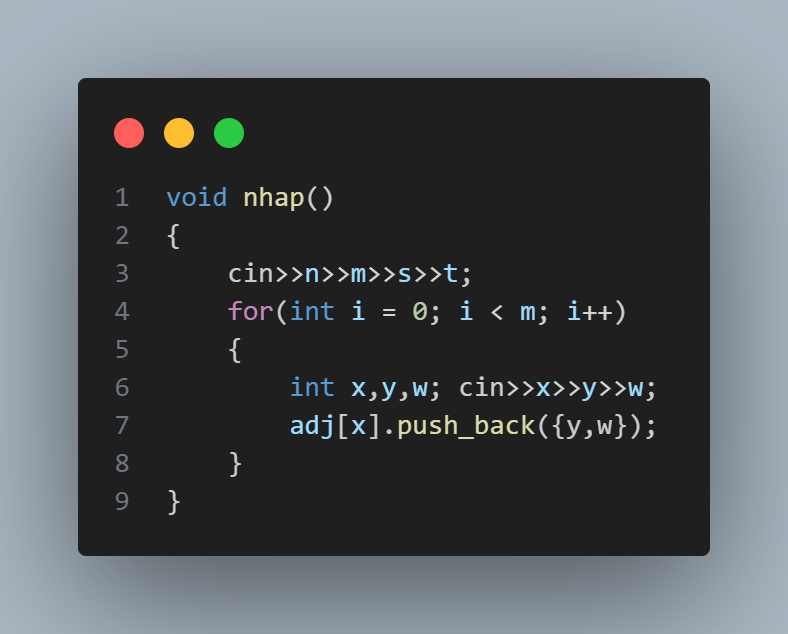 1 void nhap()
2 {
3     cin>>n>>m>>s>>t;
4     for(int i = 0; i < m; i++)
5     {
6         int x,y,w; cin>>x>>y>>w;
7         adj[x].push_back({y,w});
8     }
9 }